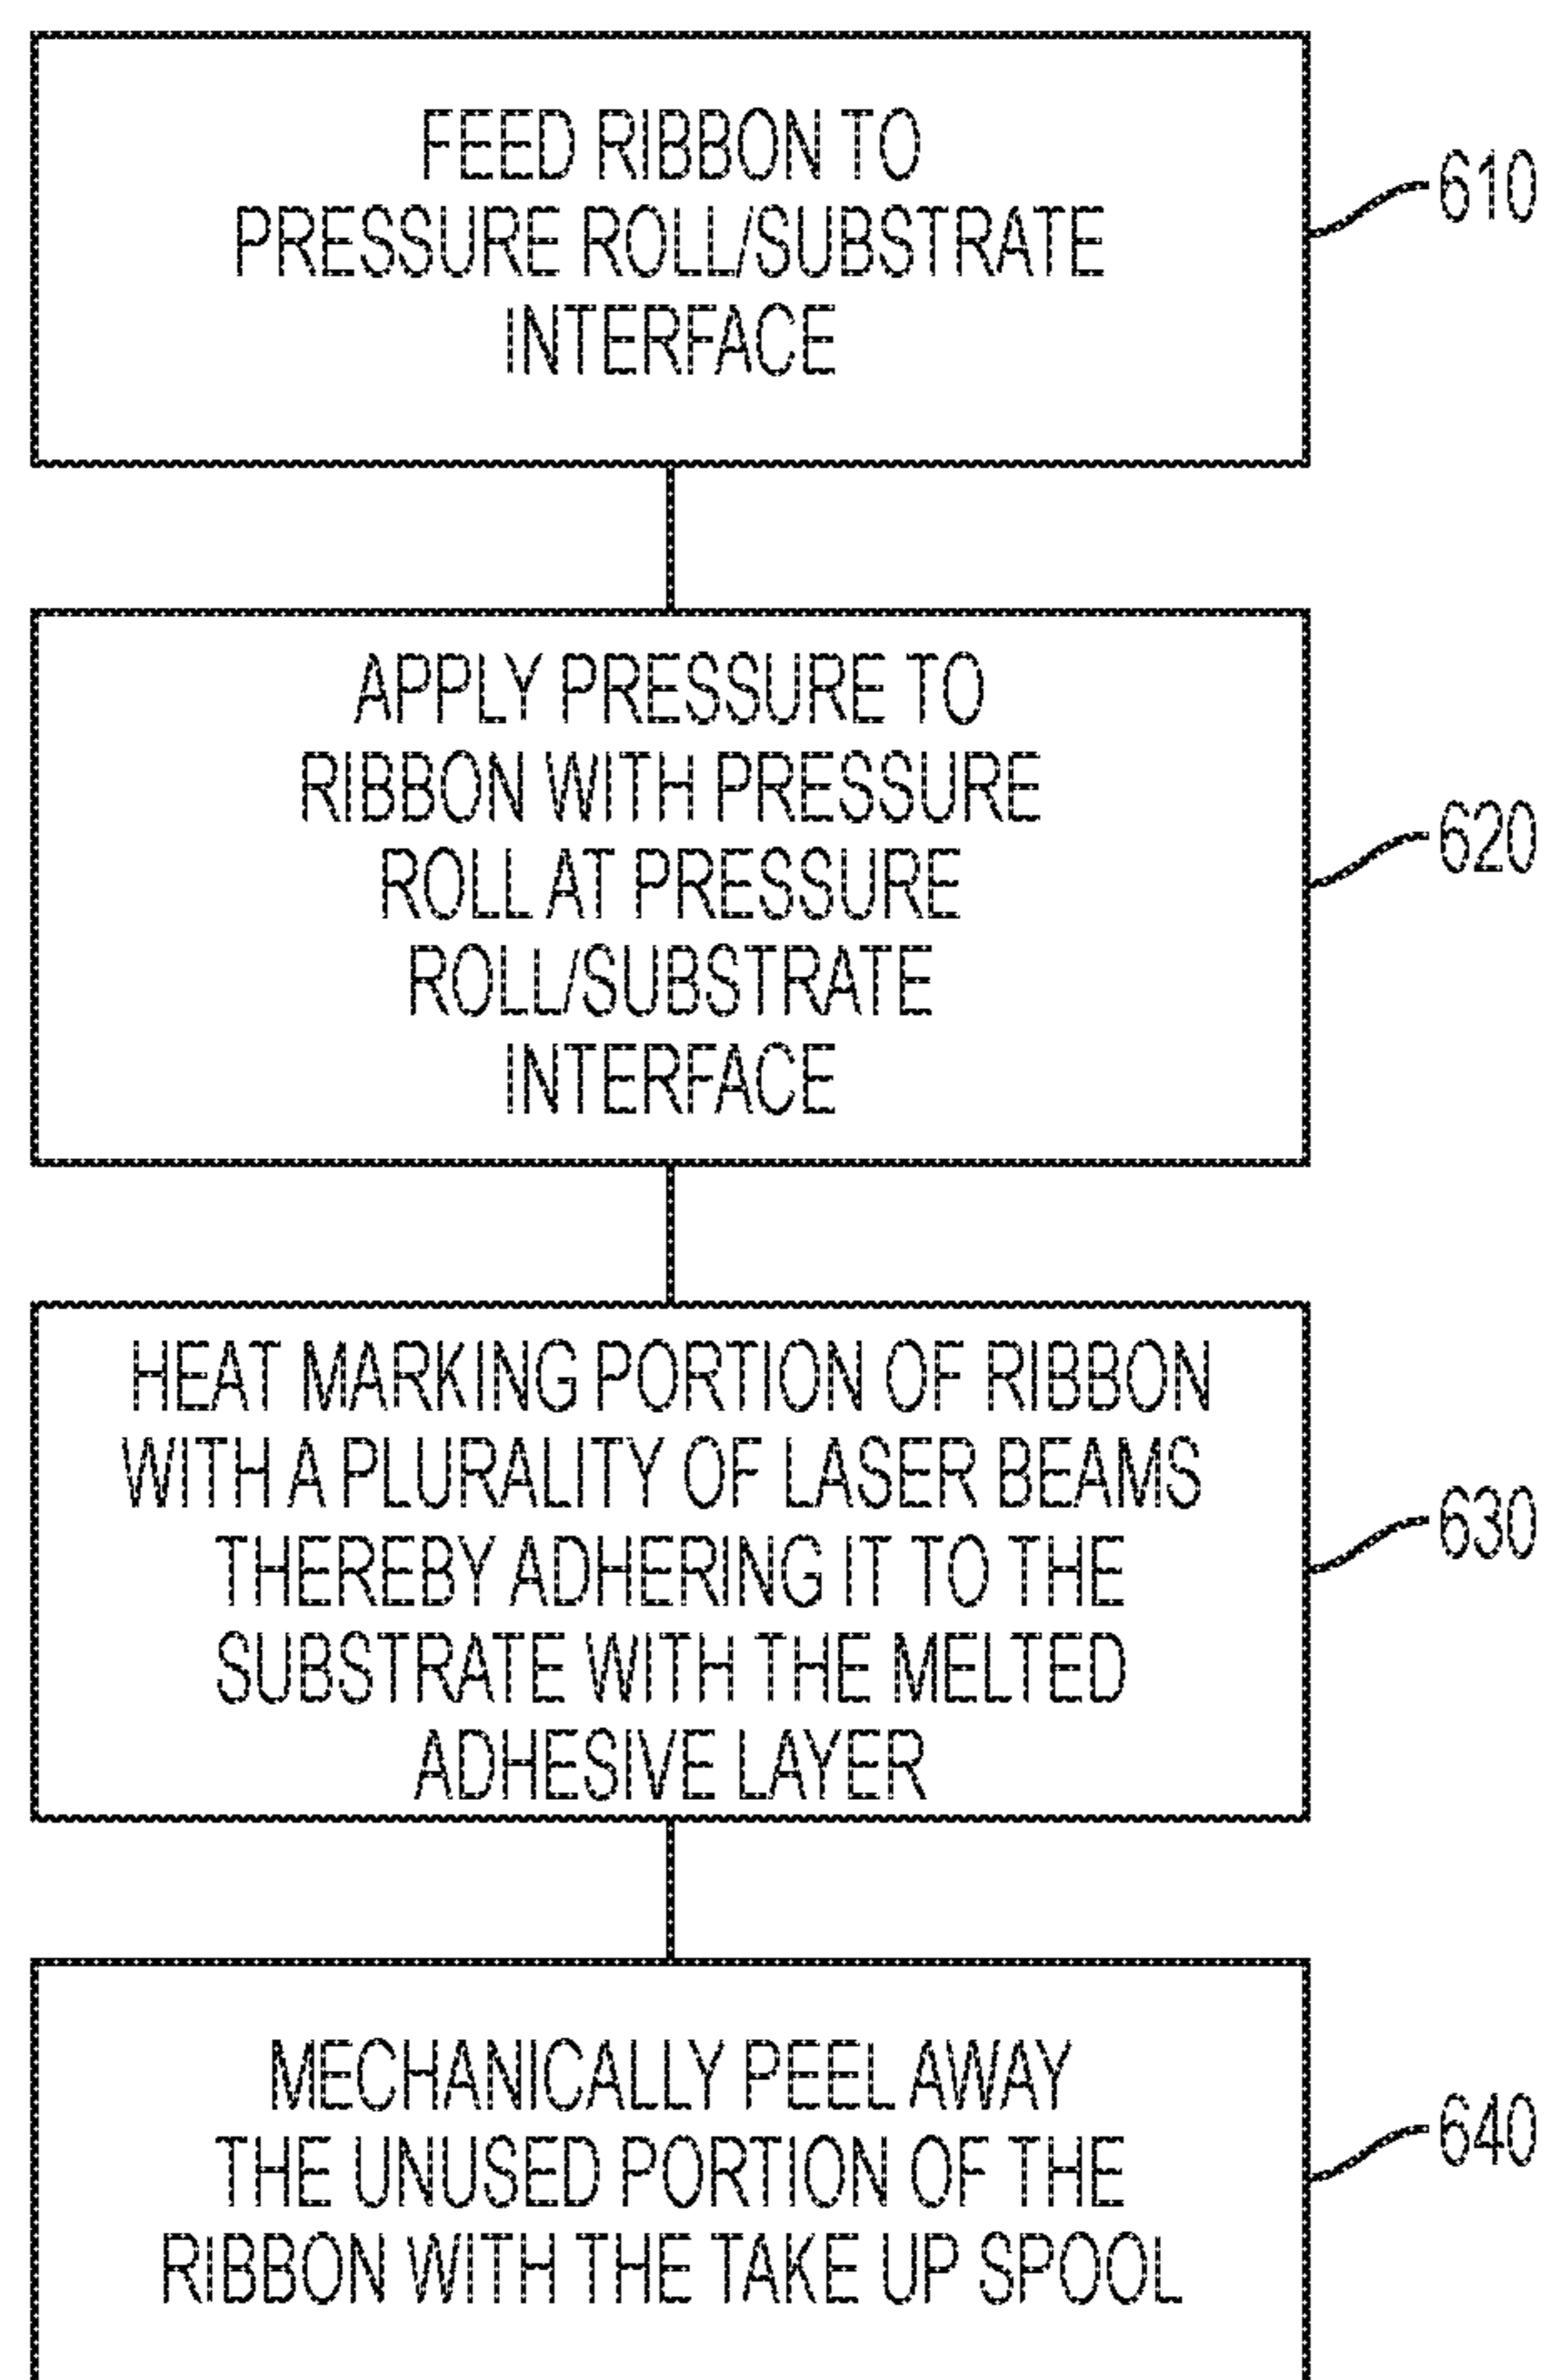 FEED RIBBON TO
PRESSURE ROLL/SUBSTRATE
INTERFACE
610
APPLY PRESSURE TO
RIBBON WITH PRESSURE
ROLL AT PRESSURE
ROLL/SUBSTRATE
INTERFACE
620
HEAT MARKING PORTION OF RIBBON
WITH A PLURALITY OF LASER BEAMS
THEREBY ADHERING IT TO THE
SUBSTRATE WITH THE MELTED
ADHESIVE LAYER
630
MECHANICALLY PEEL AWAY
THE UNUSED PORTION OF THE
RIBBON WITH THE TAKE UP SPOOL
640